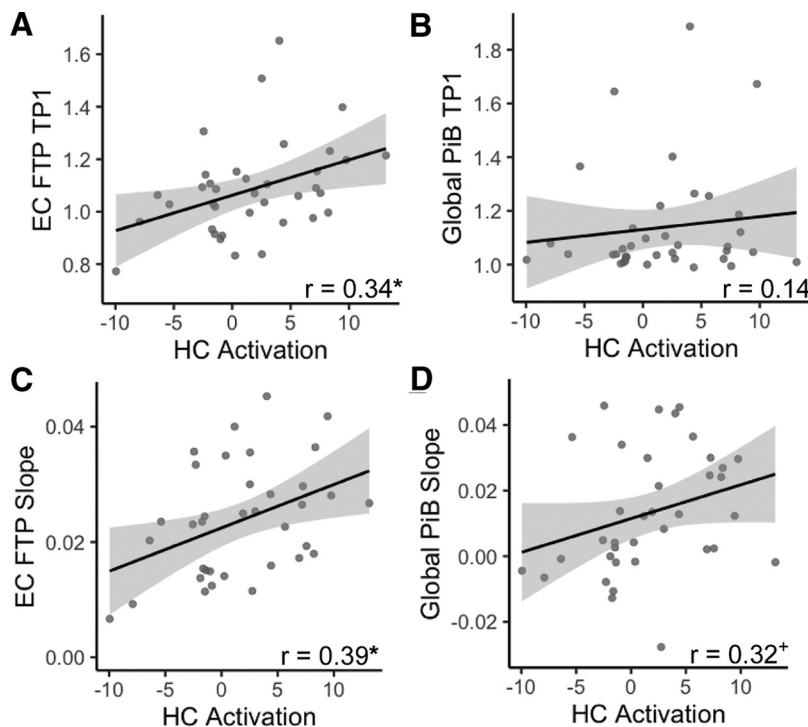 A
EC FTP TP1
1.6
1.4
1.2
1.0
0.8
-10 -5 0 5 10
r = 0.34*
HC Activation
B
Global PiB TP1
1.8
1.6
1.4
1.2
1.0
-10 -5 0 5 10
r = 0.14
HC Activation
C
EC FTP Slope
0.04
0.02
0.00
-10 -5 0 5 10
r = 0.39*
HC Activation
D
Global PiB Slope
0.04
0.02
0.00
-0.02
-10 -5 0 5 10
r = 0.32⁺
HC Activation